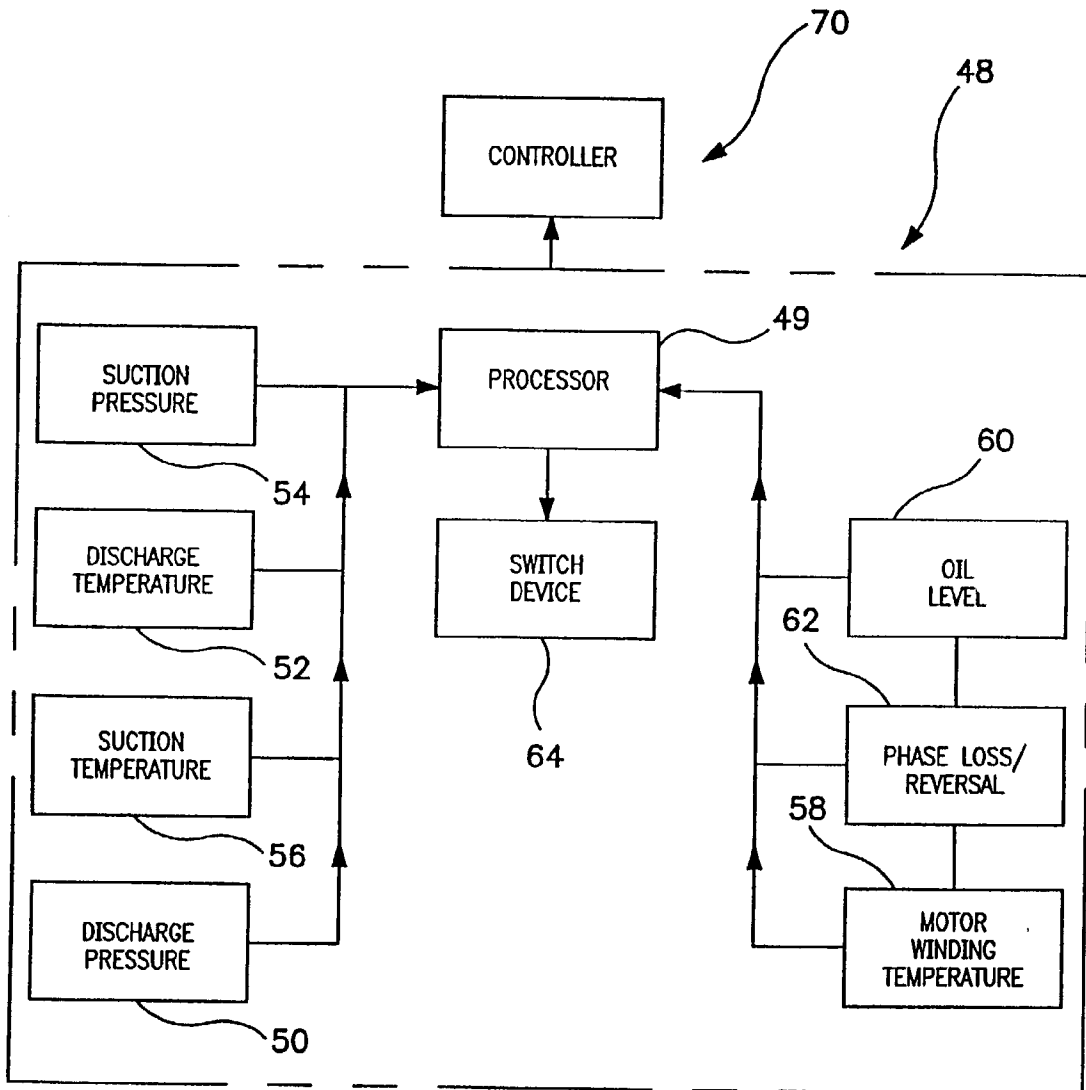 70
48
CONTROLLER
49
SUCTION
PRESSURE
54
PROCESSOR
DISCHARGE
TEMPERATURE
52
SWITCH
DEVICE
64
60
OIL
LEVEL
SUCTION
TEMPERATURE
56
62
PHASE LOSS/
REVERSAL
DISCHARGE
PRESSURE
50
58
MOTOR
WINDING
TEMPERATURE